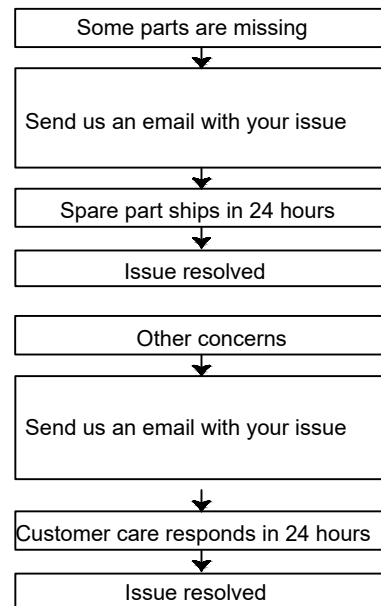 Some parts are missing
Send us an email with your issue
Spare part ships in 24 hours
Issue resolved
Other concerns
Send us an email with your issue
Customer care responds in 24 hours
Issue resolved